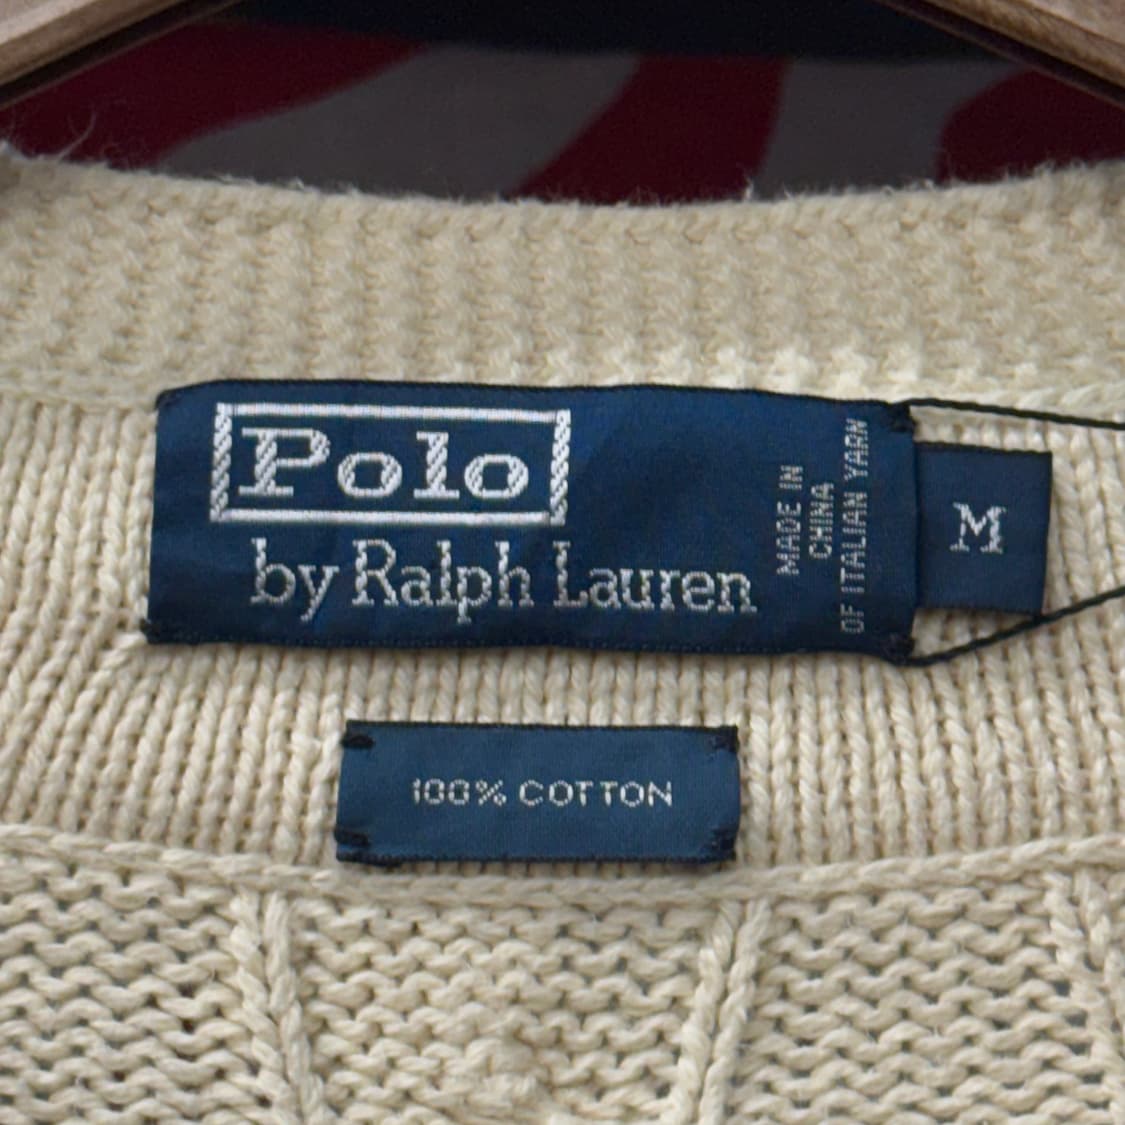 Polo
by Ralph Lauren
MADE IN
CHINA
OF ITALIAN YARN
M
100% COTTON